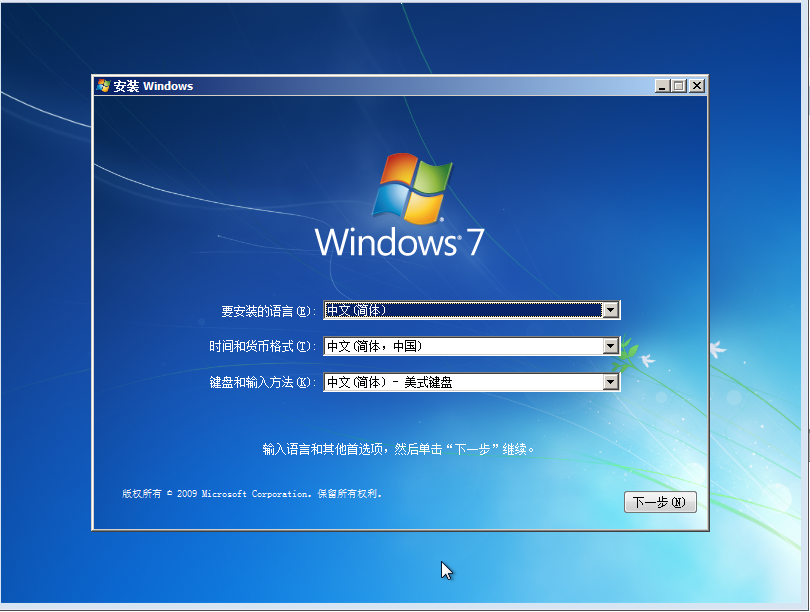 安装 Windows
Windows® 7
要安装的语言(E): 中文(简体)
时间和货币格式(T): 中文(简体，中国)
键盘和输入方法(K): 中文(简体) - 美式键盘
输入语言和其他首选项，然后单击“下一步”继续。
版权所有 © 2009 Microsoft Corporation。保留所有权利。
下一步(N)